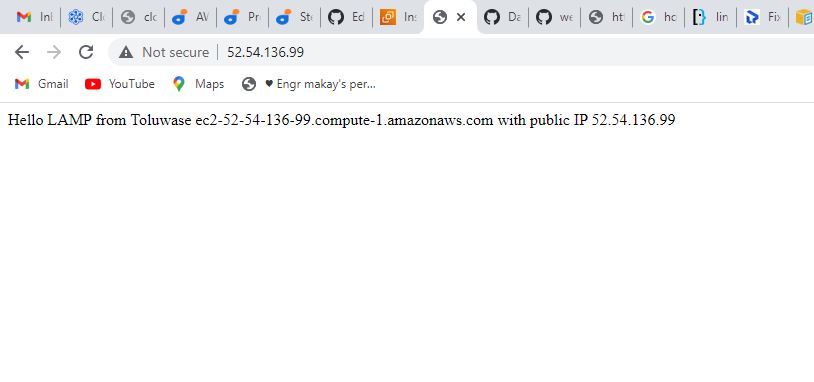 Inl Clo clo AW Pro Ste Ed Ins Da we htt ho lin Fix
Not secure 52.54.136.99
Gmail YouTube Maps ♥ Engr makay's per...
Hello LAMP from Toluwase ec2-52-54-136-99.compute-1.amazonaws.com with public IP 52.54.136.99